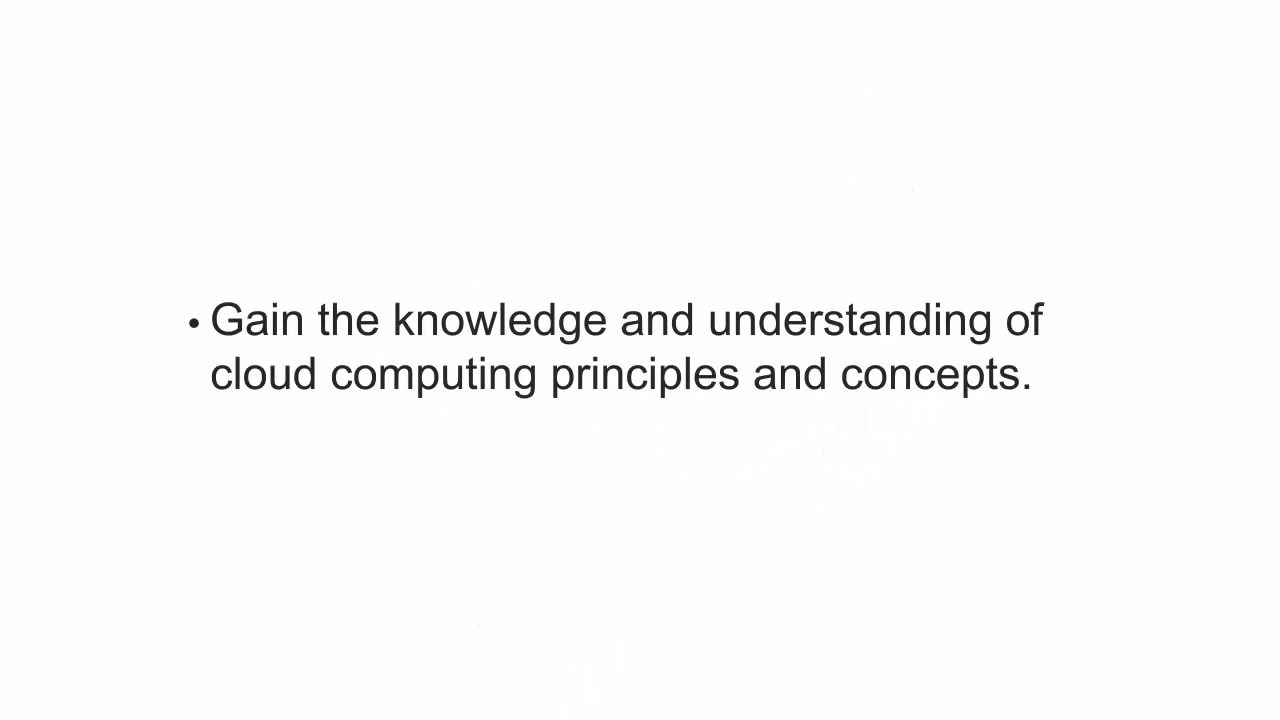 • Gain the knowledge and understanding of
cloud computing principles and concepts.